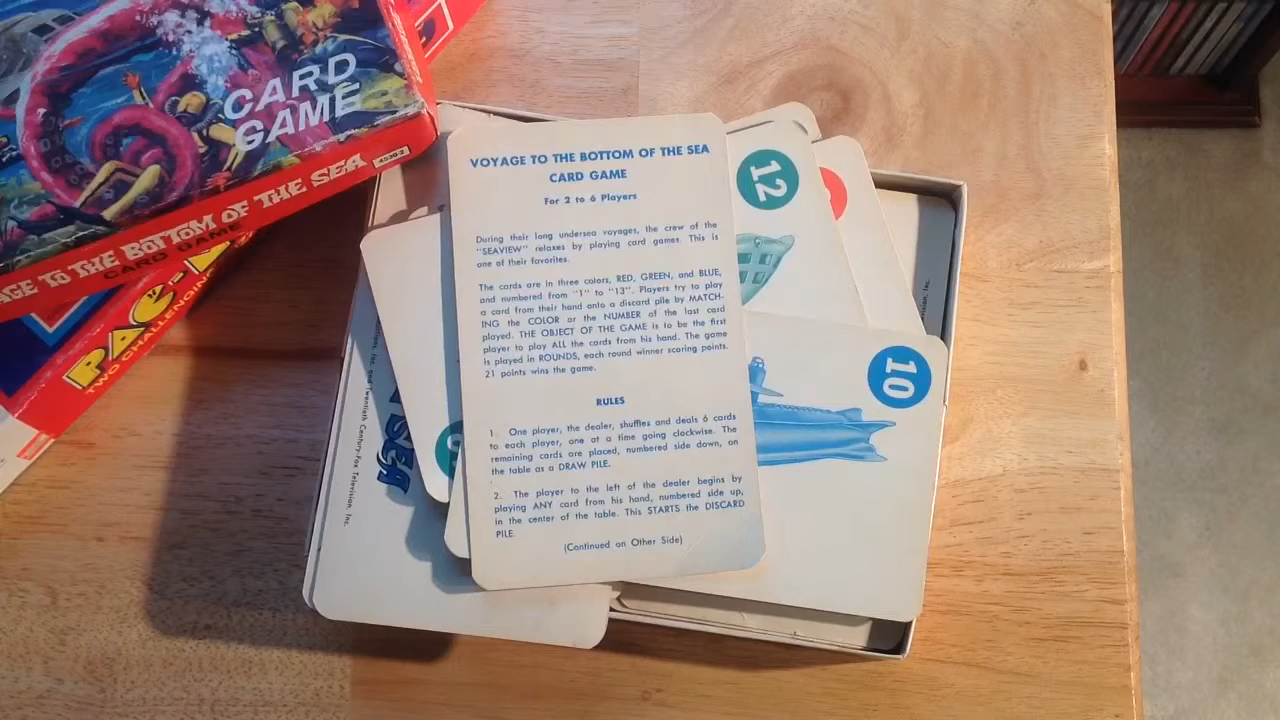 CARD
GAME
AGE TO THE BOTTOM OF THE SEA
CARD GAME
4530-2
PAC-
TWO CHALLENGIN
VOYAGE TO THE BOTTOM OF THE SEA
CARD GAME
For 2 to 6 Players
During their long undersea voyages, the crew of the
"SEAVIEW" relaxes by playing card games. This is
one of their favorites.
The cards are in three colors, RED, GREEN, and BLUE,
and numbered from "1" to "13". Players try to play
a card from their hand onto a discard pile by MATCH-
ING the COLOR or the NUMBER of the last card
played. THE OBJECT OF THE GAME is to be the first
player to play ALL the cards from his hand. The game
is played in ROUNDS, each round winner scoring points.
21 points wins the game.
RULES
1. One player, the dealer, shuffles and deals 6 cards
to each player, one at a time going clockwise. The
remaining cards are placed, numbered side down, on
the table as a DRAW PILE.
2. The player to the left of the dealer begins by
playing ANY card from his hand, numbered side up,
in the center of the table. This STARTS the DISCARD
PILE.
(Continued on Other Side)
12
10
Inc. and Twentieth Century-Fox Television, Inc.
SEA
levision, Inc.